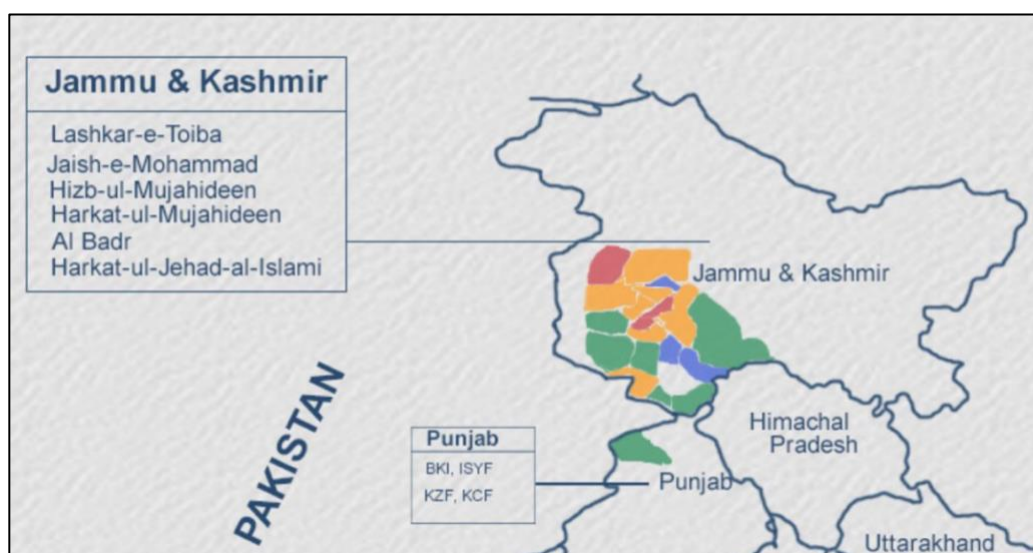 Jammu & Kashmir
Lashkar-e-Toiba
Jaish-e-Mohammad
Hizb-ul-Mujahideen
Harkat-ul-Mujahideen
Al Badr
Harkat-ul-Jehad-al-Islami
Jammu & Kashmir
PAKISTAN
Himachal
Pradesh
Punjab
BKI, ISYF
KZF, KCF
Punjab
Uttarakhand